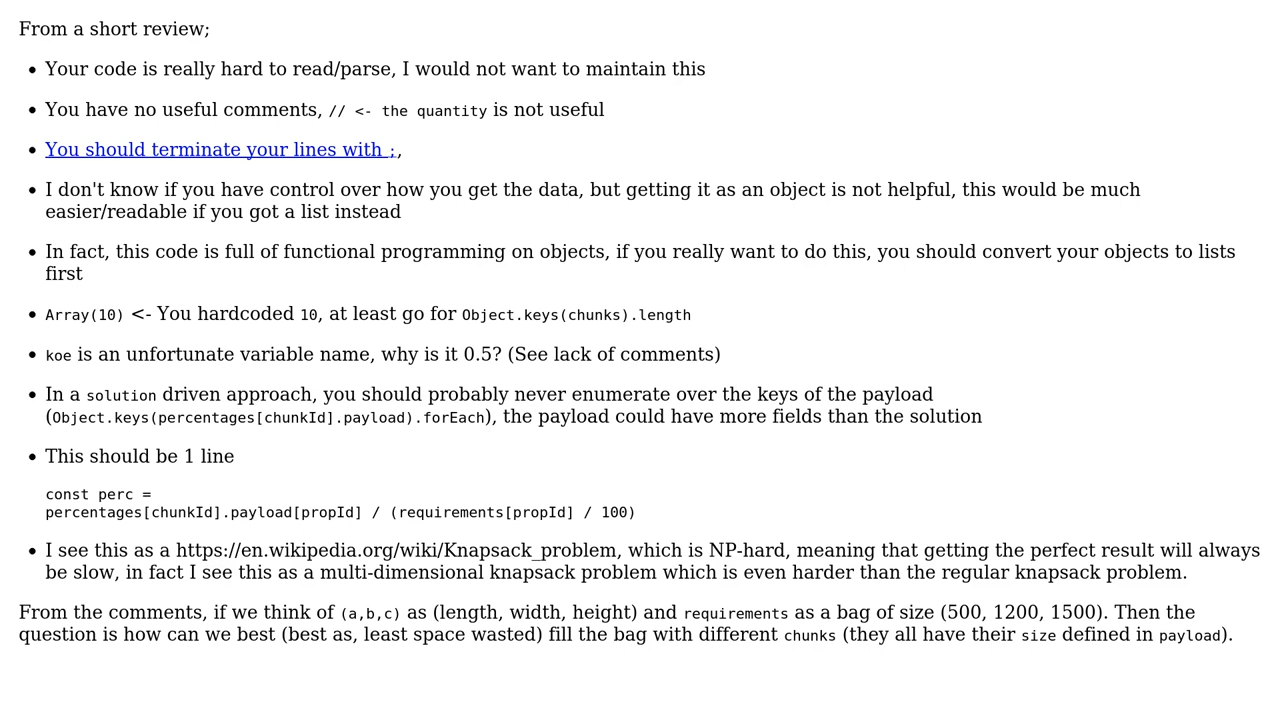 From a short review;
• Your code is really hard to read/parse, I would not want to maintain this
• You have no useful comments, // <- the quantity is not useful
• You should terminate your lines with ;,
• I don't know if you have control over how you get the data, but getting it as an object is not helpful, this would be much
easier/readable if you got a list instead
• In fact, this code is full of functional programming on objects, if you really want to do this, you should convert your objects to lists
first
• Array(10) <- You hardcoded 10, at least go for Object.keys(chunks).length
• koe is an unfortunate variable name, why is it 0.5? (See lack of comments)
• In a solution driven approach, you should probably never enumerate over the keys of the payload
(Object.keys(percentages[chunkId].payload).forEach), the payload could have more fields than the solution
• This should be 1 line
const perc =
percentages[chunkId].payload[propId] / (requirements[propId] / 100)
• I see this as a https://en.wikipedia.org/wiki/Knapsack_problem, which is NP-hard, meaning that getting the perfect result will always
be slow, in fact I see this as a multi-dimensional knapsack problem which is even harder than the regular knapsack problem.
From the comments, if we think of (a,b,c) as (length, width, height) and requirements as a bag of size (500, 1200, 1500). Then the
question is how can we best (best as, least space wasted) fill the bag with different chunks (they all have their size defined in payload).